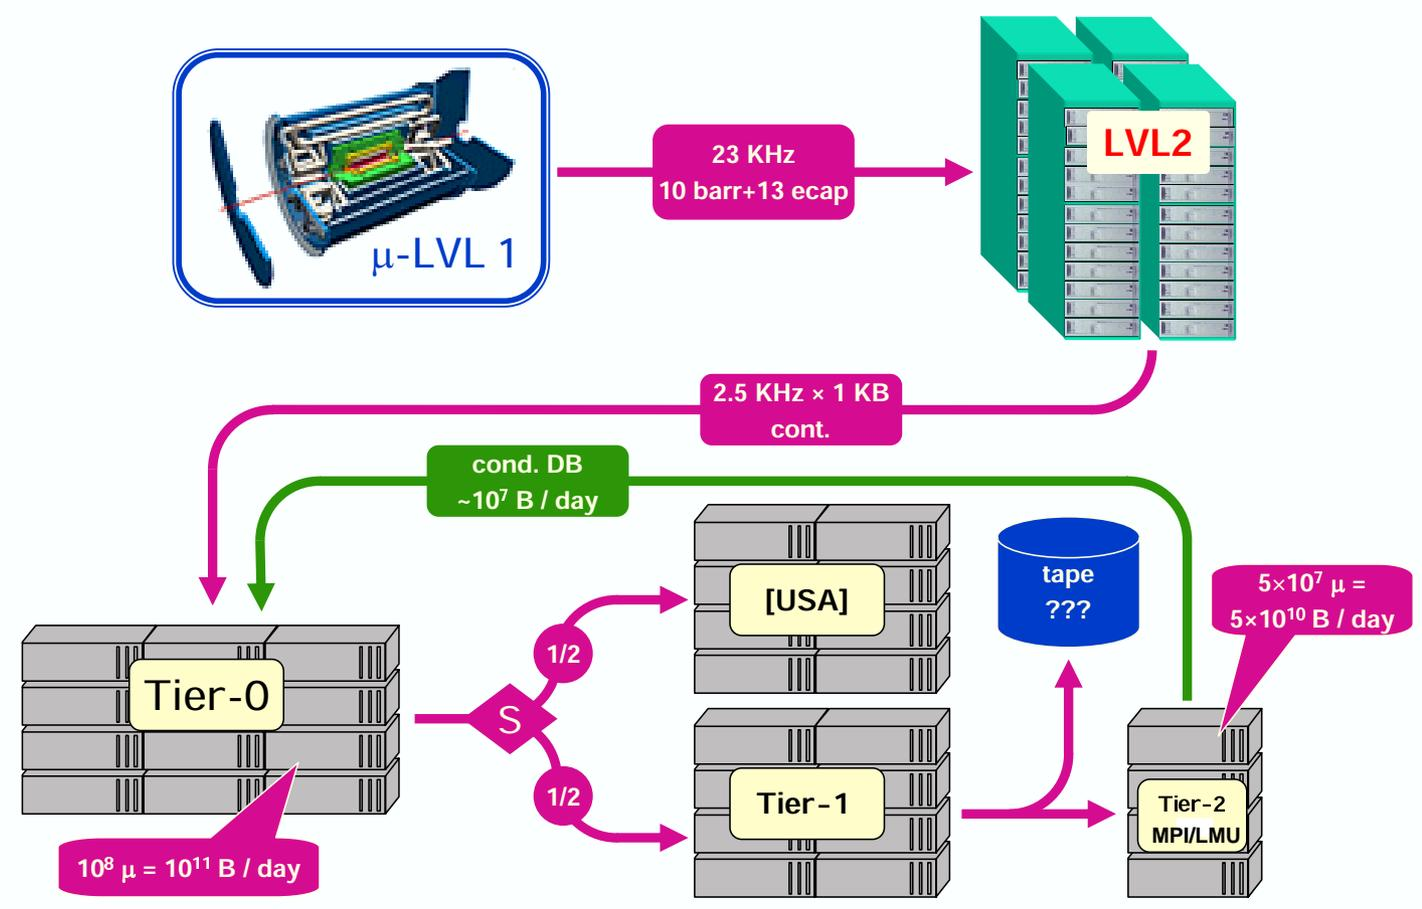 μ-LVL 1
23 KHz
10 barr+13 ecap
LVL2
2.5 KHz × 1 KB
cont.
cond. DB
~10⁷ B / day
[USA]
tape
???
5×10⁷ μ =
5×10¹⁰ B / day
1/2
Tier-0
S
1/2
Tier-1
Tier-2
MPI/LMU
10⁸ μ = 10¹¹ B / day